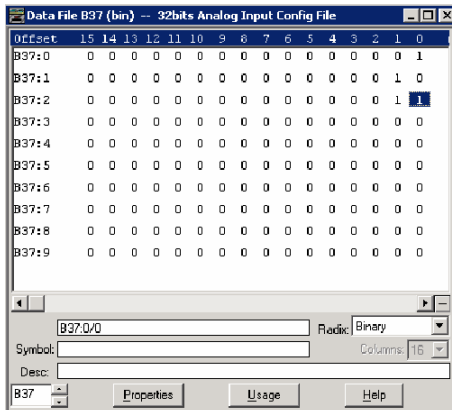 Data File B37 (bin) -- 32bits Analog Input Config File
Offset 15 14 13 12 11 10 9 8 7 6 5 4 3 2 1 0
B37:0 0 0 0 0 0 0 0 0 0 0 0 0 0 0 0 1
B37:1 0 0 0 0 0 0 0 0 0 0 0 0 0 0 1 0
B37:2 0 0 0 0 0 0 0 0 0 0 0 0 0 0 1 1
B37:3 0 0 0 0 0 0 0 0 0 0 0 0 0 0 0 0
B37:4 0 0 0 0 0 0 0 0 0 0 0 0 0 0 0 0
B37:5 0 0 0 0 0 0 0 0 0 0 0 0 0 0 0 0
B37:6 0 0 0 0 0 0 0 0 0 0 0 0 0 0 0 0
B37:7 0 0 0 0 0 0 0 0 0 0 0 0 0 0 0 0
B37:8 0 0 0 0 0 0 0 0 0 0 0 0 0 0 0 0
B37:9 0 0 0 0 0 0 0 0 0 0 0 0 0 0 0 0
B37:0/0 Radix: Binary
Symbol: Columns: 16
Desc:
B37 Properties Usage Help